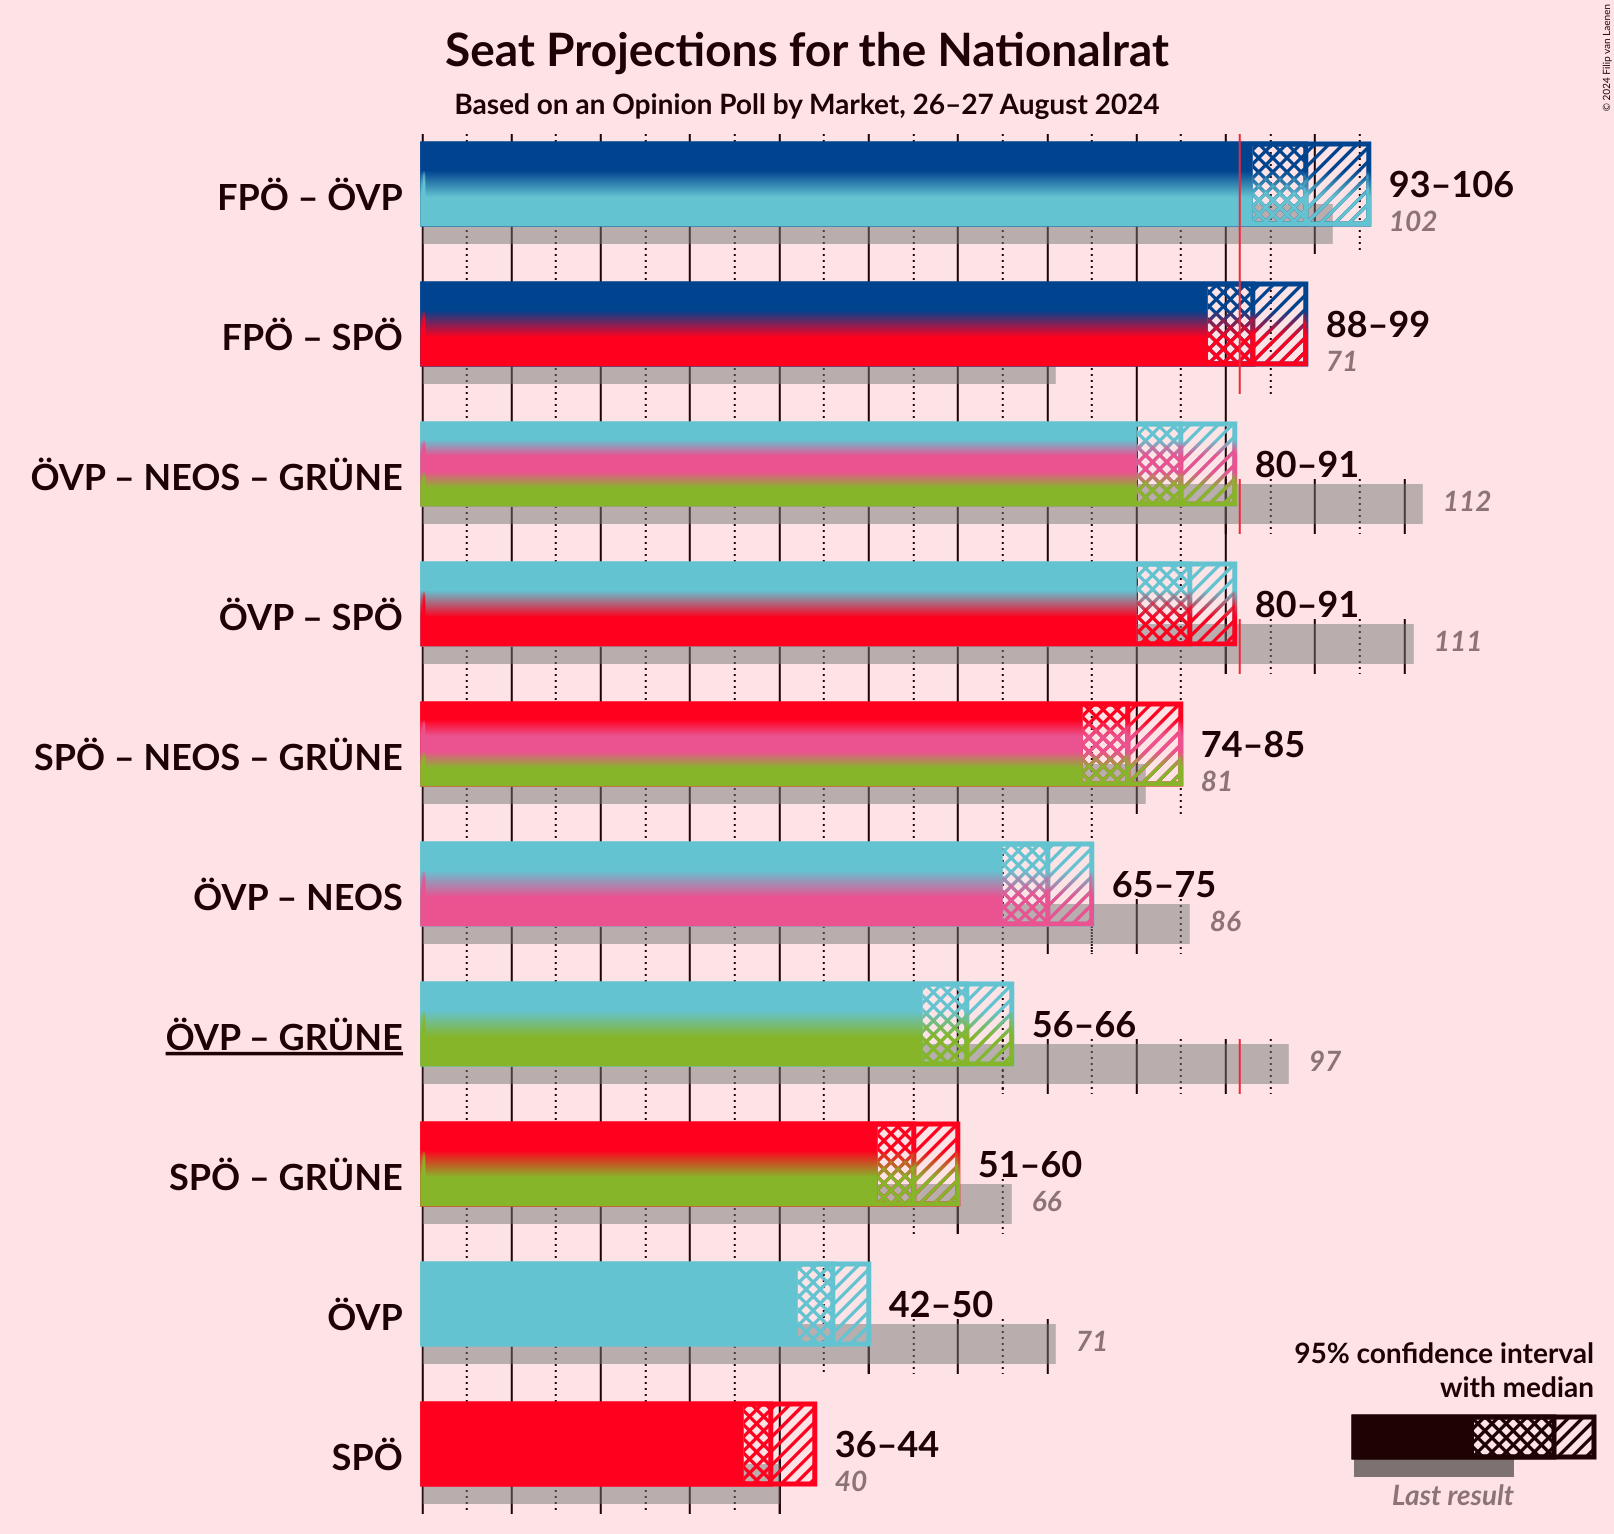 Seat Projections for the Nationalrat
Based on an Opinion Poll by Market, 26–27 August 2024
© 2024 Filip van Laenen
FPÖ – ÖVP
93–106
102
FPÖ – SPÖ
88–99
71
ÖVP – NEOS – GRÜNE
80–91
112
ÖVP – SPÖ
80–91
111
SPÖ – NEOS – GRÜNE
74–85
81
ÖVP – NEOS
65–75
86
ÖVP – GRÜNE
56–66
97
SPÖ – GRÜNE
51–60
66
ÖVP
42–50
71
SPÖ
36–44
40
95% confidence interval
with median
Last result